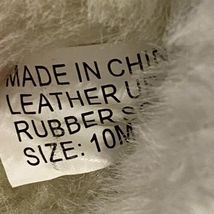 MADE IN CHIN
LEATHER U
RUBBER S
SIZE: 10M